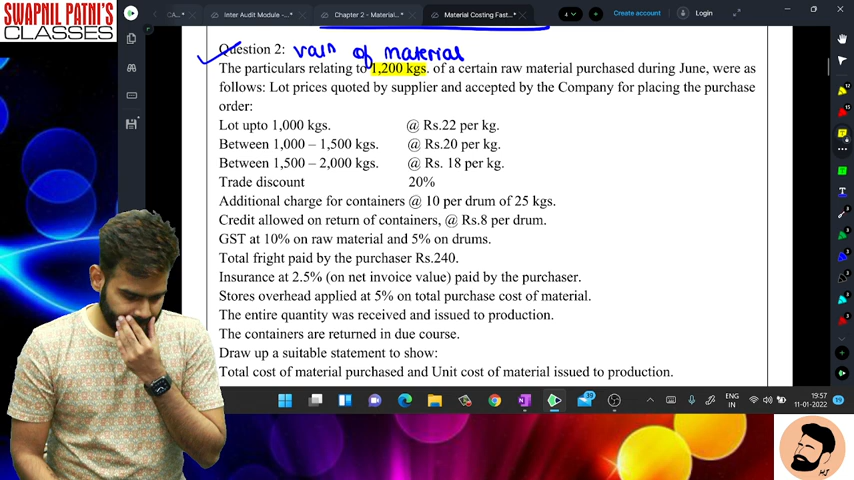 SWAPNIL PATNI'S
CLASSES
Inter Audit Module -...*
Chapter 2 - Material...*
Material Costing Fast...*
Create account
Login
Question 2: valn of material
The particulars relating to 1,200 kgs. of a certain raw material purchased during June, were as
follows: Lot prices quoted by supplier and accepted by the Company for placing the purchase
order:
Lot upto 1,000 kgs. @ Rs.22 per kg.
Between 1,000 – 1,500 kgs. @ Rs.20 per kg.
Between 1,500 – 2,000 kgs. @ Rs. 18 per kg.
Trade discount 20%
Additional charge for containers @ 10 per drum of 25 kgs.
Credit allowed on return of containers, @ Rs.8 per drum.
GST at 10% on raw material and 5% on drums.
Total fright paid by the purchaser Rs.240.
Insurance at 2.5% (on net invoice value) paid by the purchaser.
Stores overhead applied at 5% on total purchase cost of material.
The entire quantity was received and issued to production.
The containers are returned in due course.
Draw up a suitable statement to show:
Total cost of material purchased and Unit cost of material issued to production.
ENG
IN
19:57
11-01-2022